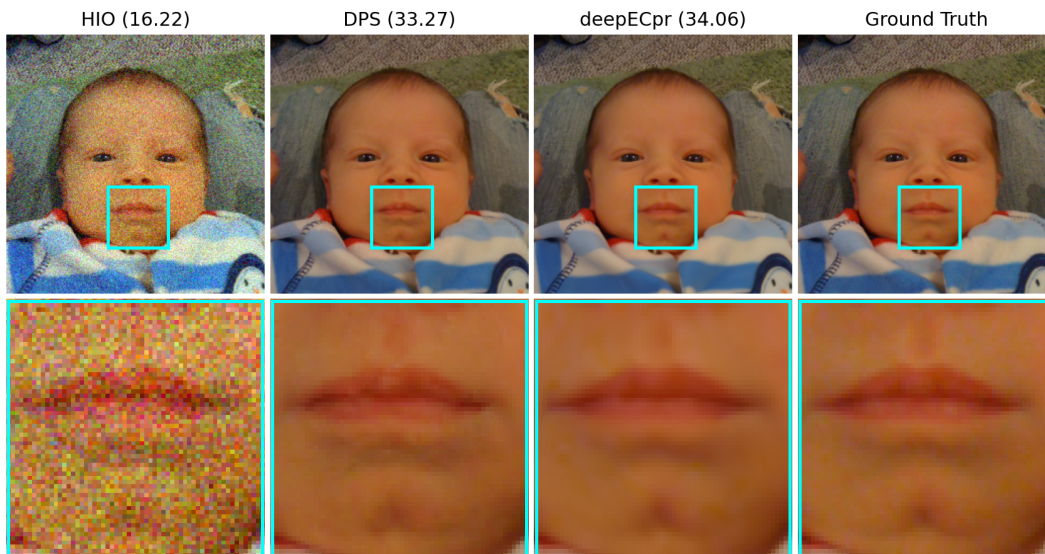 HIO (16.22)
DPS (33.27)
deepECpr (34.06)
Ground Truth